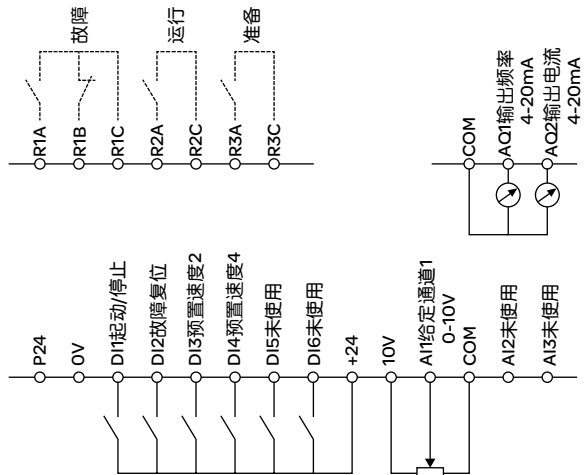 故障
运行
准备
R1A
R1B
R1C
R2A
R2C
R3A
R3C
COM
AQ1输出频率
4-20mA
AQ2输出电流
4-20mA
P24
0V
DI1起动/停止
DI2故障复位
DI3预置速度2
DI4预置速度4
DI5未使用
DI6未使用
+24
10V
AI1给定通道1
0-10V
COM
AI2未使用
AI3未使用